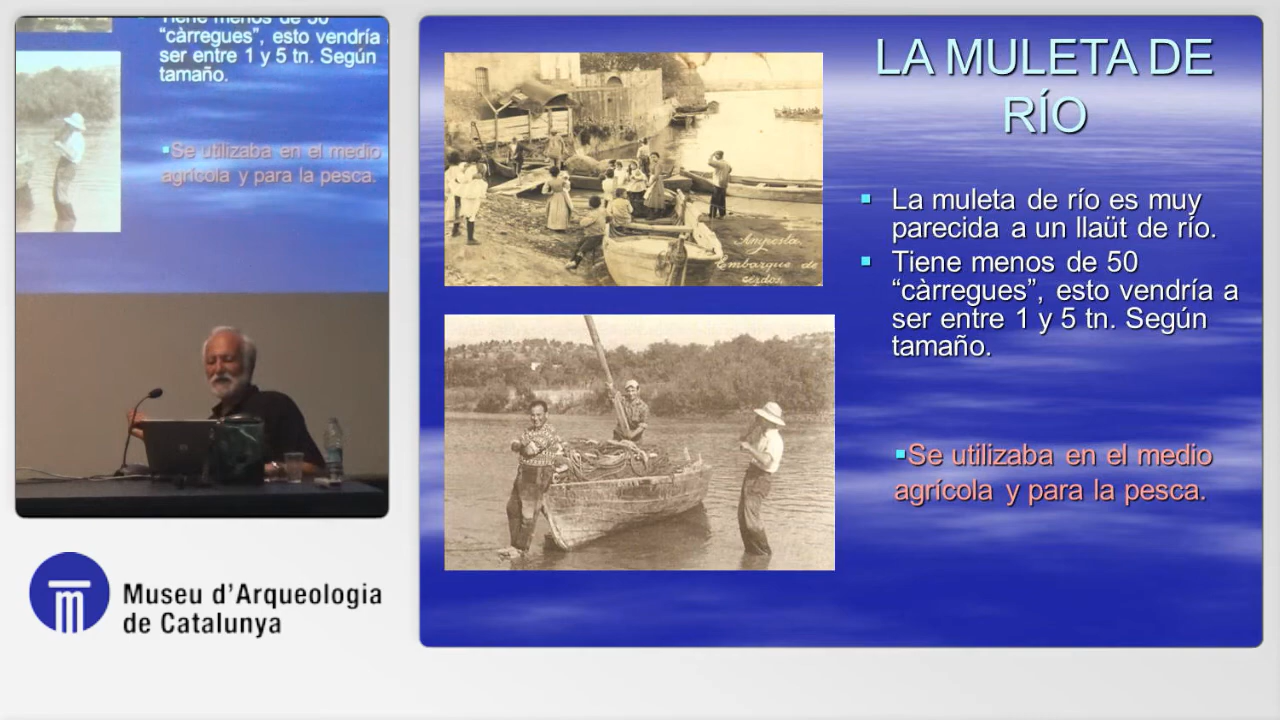 Tiene menos de 50
“càrregues”, esto vendría a
ser entre 1 y 5 tn. Según
tamaño.
Se utilizaba en el medio
agrícola y para la pesca.
Museu d’Arqueologia
de Catalunya
LA MULETA DE
RÍO
La muleta de río es muy
parecida a un llaüt de río.
Tiene menos de 50
“càrregues”, esto vendría a
ser entre 1 y 5 tn. Según
tamaño.
Se utilizaba en el medio
agrícola y para la pesca.
Amposta.
Embarque de
cerdos.